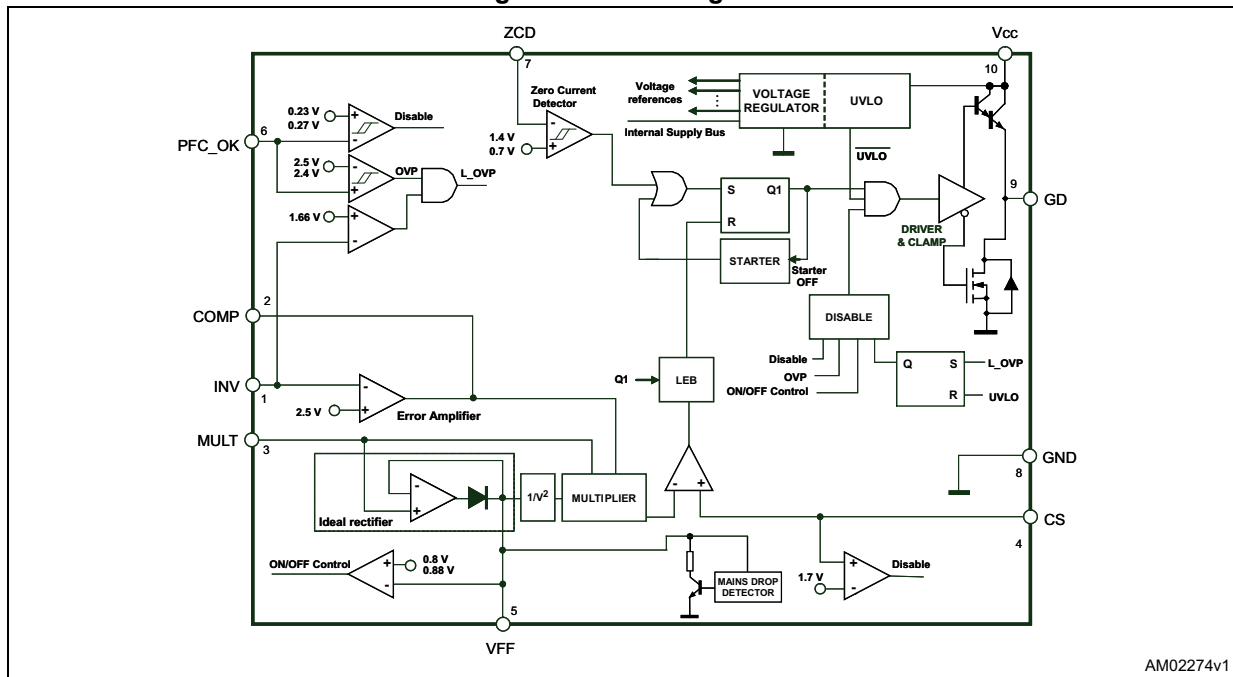 ZCD
Vcc
7
10
Voltage
references
VOLTAGE
REGULATOR
UVLO
Internal Supply Bus
UVLO
Zero Current
Detector
0.23 V
0.27 V
Disable
6
PFC_OK
2.5 V
2.4 V
OVP
L_OVP
1.4 V
0.7 V
1.66 V
S
Q1
R
9
GD
DRIVER
& CLAMP
STARTER
Starter
OFF
2
COMP
DISABLE
Disable
OVP
ON/OFF Control
Q
S
R
L_OVP
UVLO
Q1
LEB
INV
1
2.5 V
Error Amplifier
MULT
3
Ideal rectifier
1/V²
MULTIPLIER
GND
8
CS
4
ON/OFF Control
0.8 V
0.88 V
MAINS DROP
DETECTOR
1.7 V
Disable
5
VFF
AM02274v1